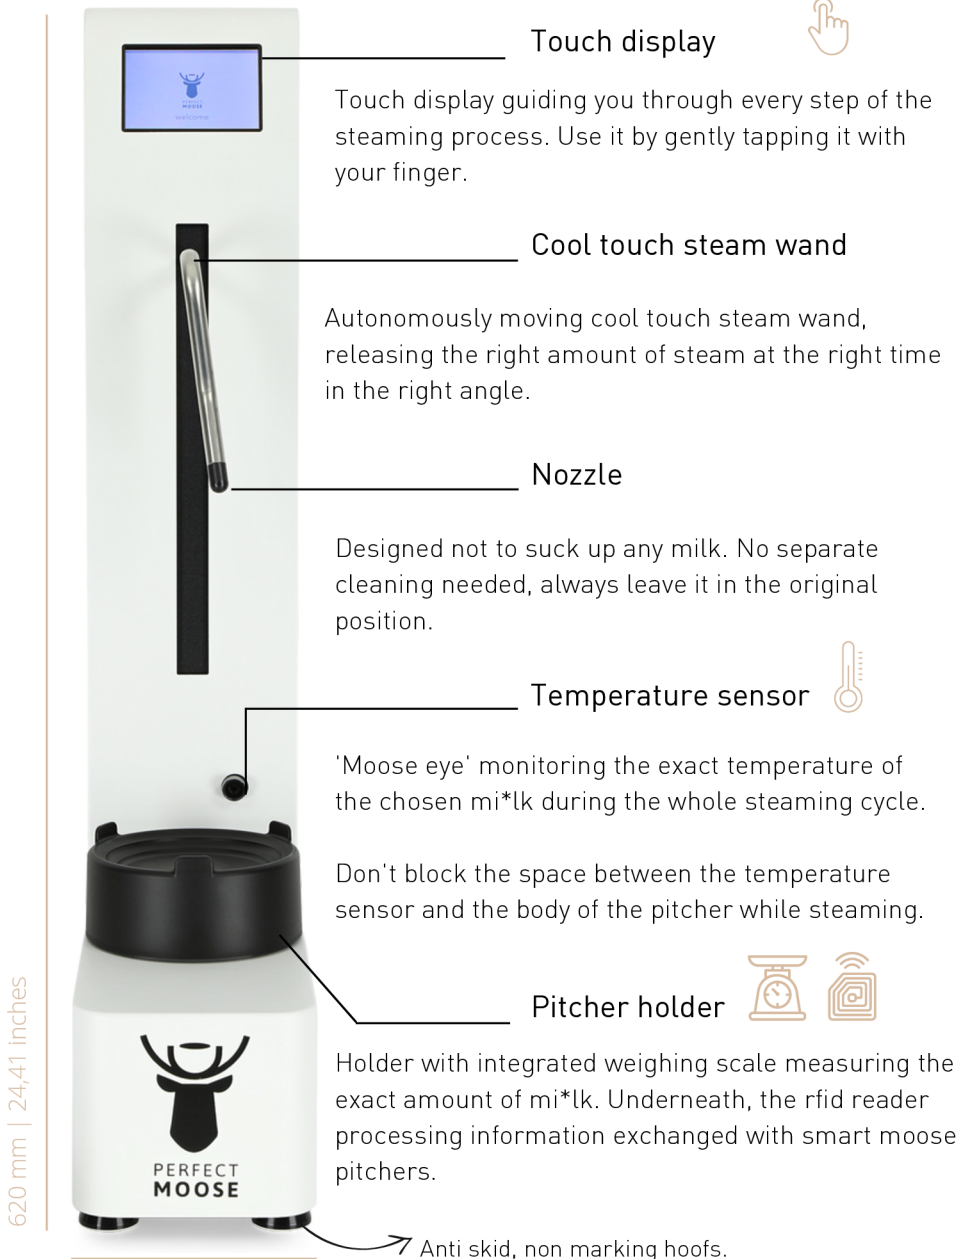 Touch display
Touch display guiding you through every step of the
steaming process. Use it by gently tapping it with
your finger.
PERFECT
MOOSE
welcome
Cool touch steam wand
Autonomously moving cool touch steam wand,
releasing the right amount of steam at the right time
in the right angle.
Nozzle
Designed not to suck up any milk. No separate
cleaning needed, always leave it in the original
position.
Temperature sensor
'Moose eye' monitoring the exact temperature of
the chosen mi*lk during the whole steaming cycle.
Don't block the space between the temperature
sensor and the body of the pitcher while steaming.
Pitcher holder
Holder with integrated weighing scale measuring the
exact amount of mi*lk. Underneath, the rfid reader
processing information exchanged with smart moose
pitchers.
PERFECT
MOOSE
620 mm | 24,41 inches
Anti skid, non marking hoofs.